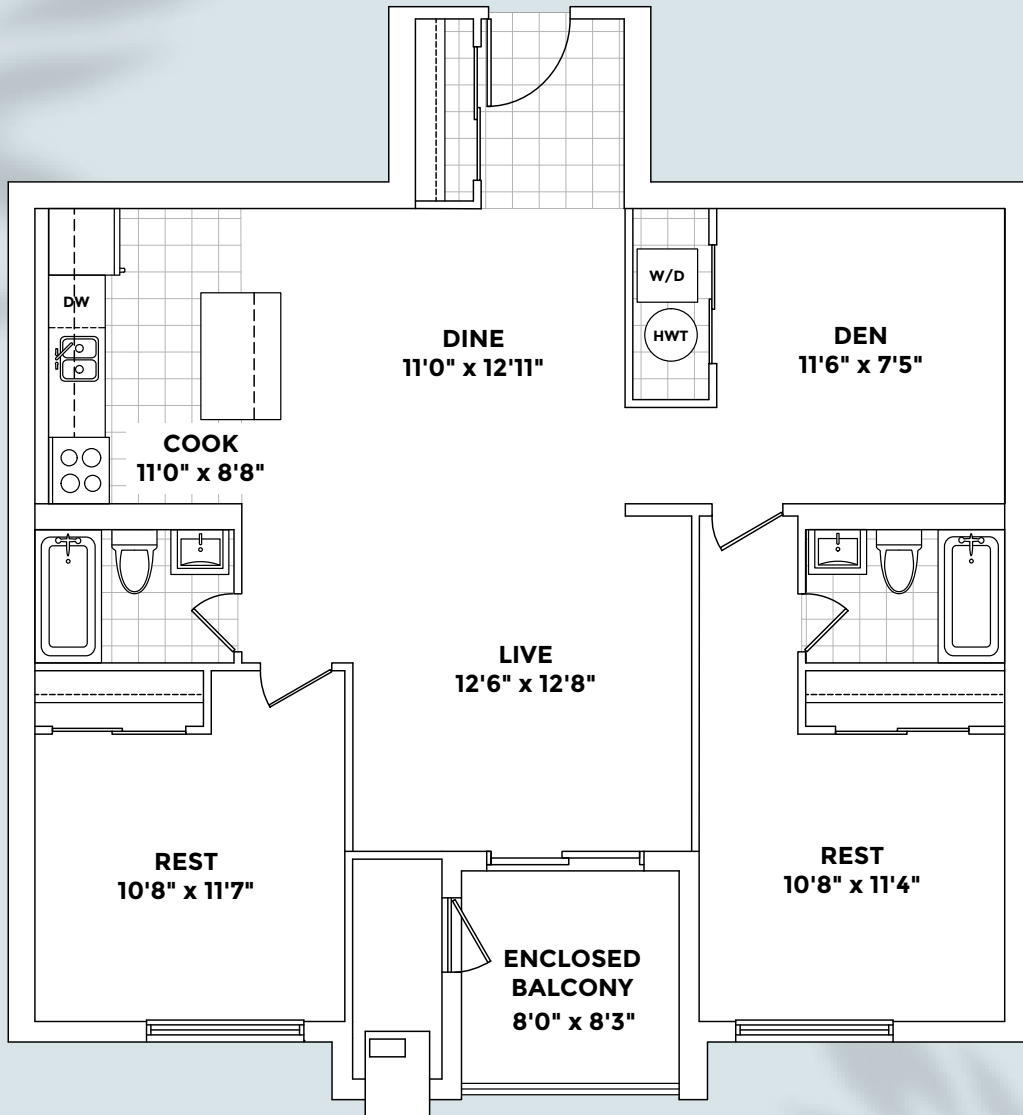 DW
W/D
HWT
DINE
11'0" x 12'11"
DEN
11'6" x 7'5"
COOK
11'0" x 8'8"
LIVE
12'6" x 12'8"
REST
10'8" x 11'7"
REST
10'8" x 11'4"
ENCLOSED
BALCONY
8'0" x 8'3"